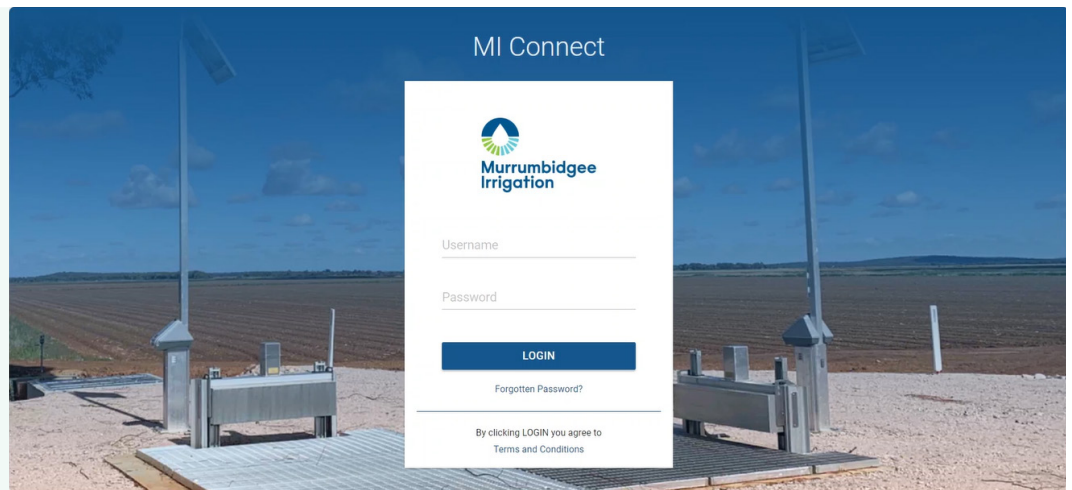 MI Connect
Murrumbidgee
Irrigation
Username
Password
LOGIN
Forgotten Password?
By clicking LOGIN you agree to
Terms and Conditions